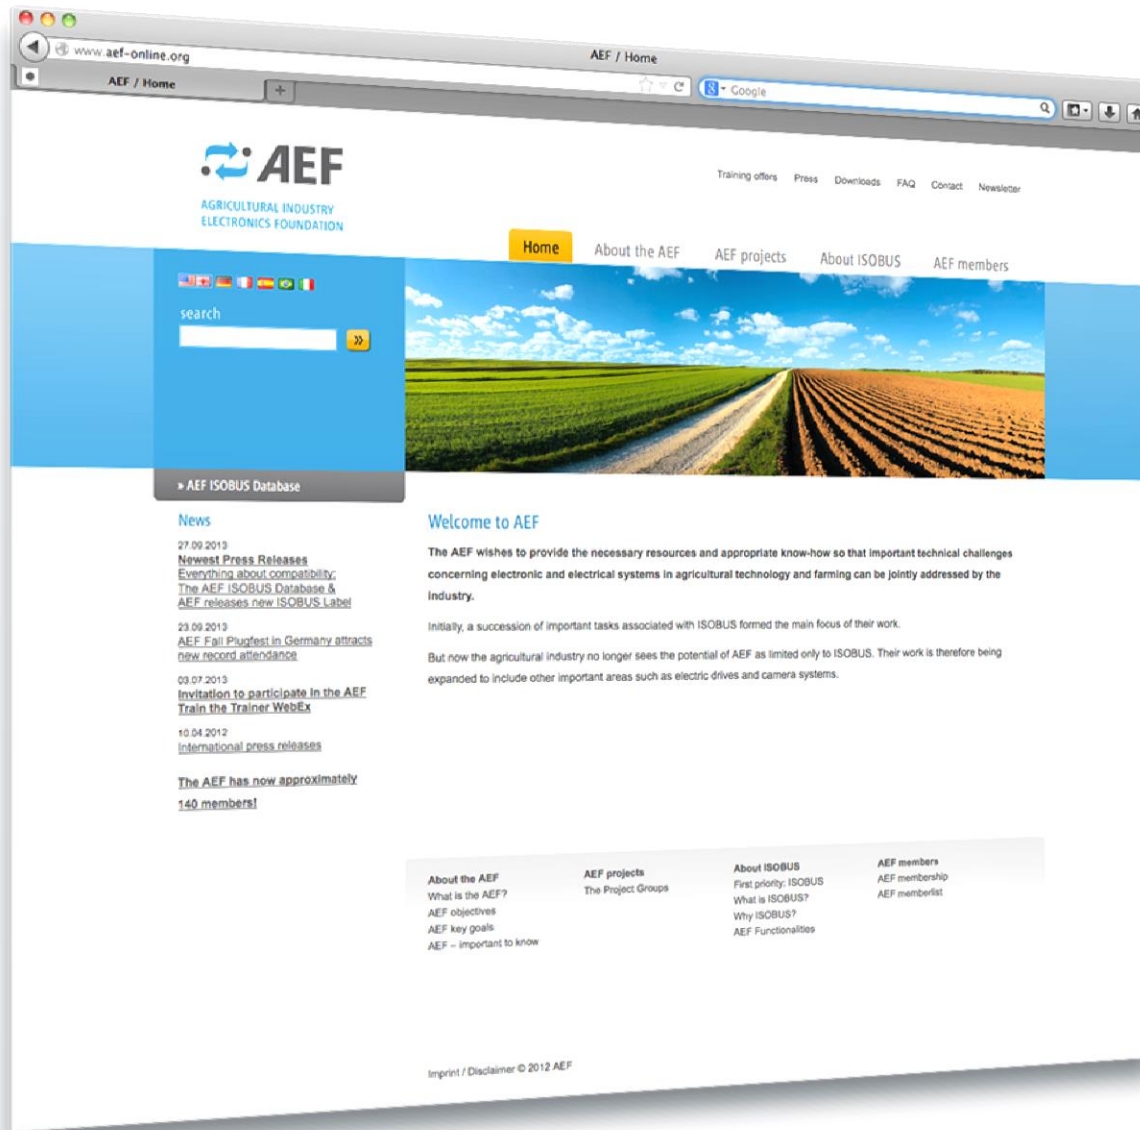 AEF / Home
www.aef-online.org
Google
AEF / Home
AEF
AGRICULTURAL INDUSTRY
ELECTRONICS FOUNDATION
Training offers Press Downloads FAQ Contact Newsletter
Home About the AEF AEF projects About ISOBUS AEF members
search
» AEF ISOBUS Database
News
27.09.2013
Newest Press Releases
Everything about compatibility:
The AEF ISOBUS Database &
AEF releases new ISOBUS Label
23.09.2013
AEF Fall Plugfest in Germany attracts
new record attendance
03.07.2013
Invitation to participate in the AEF
Train the Trainer WebEx
10.04.2012
International press releases
The AEF has now approximately
140 members!
Welcome to AEF
The AEF wishes to provide the necessary resources and appropriate know-how so that important technical challenges
concerning electronic and electrical systems in agricultural technology and farming can be jointly addressed by the
industry.
Initially, a succession of important tasks associated with ISOBUS formed the main focus of their work.
But now the agricultural industry no longer sees the potential of AEF as limited only to ISOBUS. Their work is therefore being
expanded to include other important areas such as electric drives and camera systems.
About the AEF
What is the AEF?
AEF objectives
AEF key goals
AEF – important to know
AEF projects
The Project Groups
About ISOBUS
First priority: ISOBUS
What is ISOBUS?
Why ISOBUS?
AEF Functionalities
AEF members
AEF membership
AEF memberlist
Imprint / Disclaimer © 2012 AEF